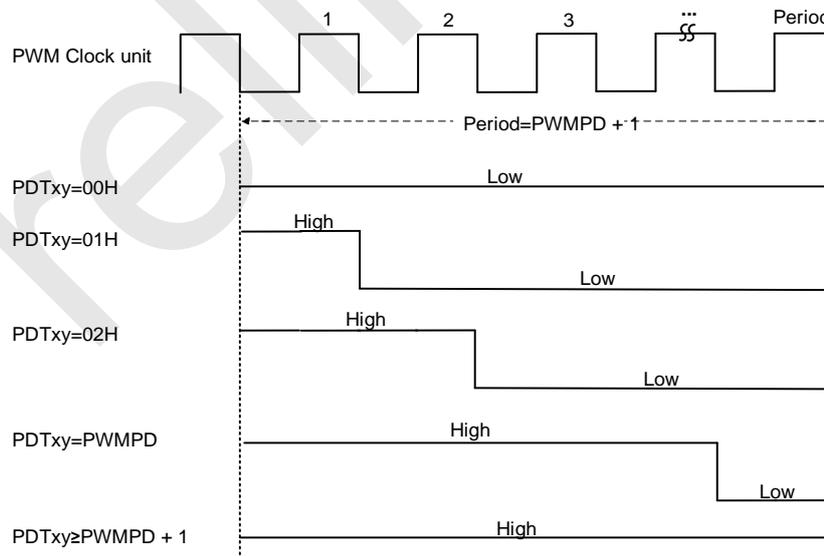 1 2 3 ... Period
PWM Clock unit
Period=PWMPD + 1
PDTxy=00H
Low
PDTxy=01H
High
Low
PDTxy=02H
High
Low
PDTxy=PWMPD
High
Low
PDTxy≥PWMPD + 1
High